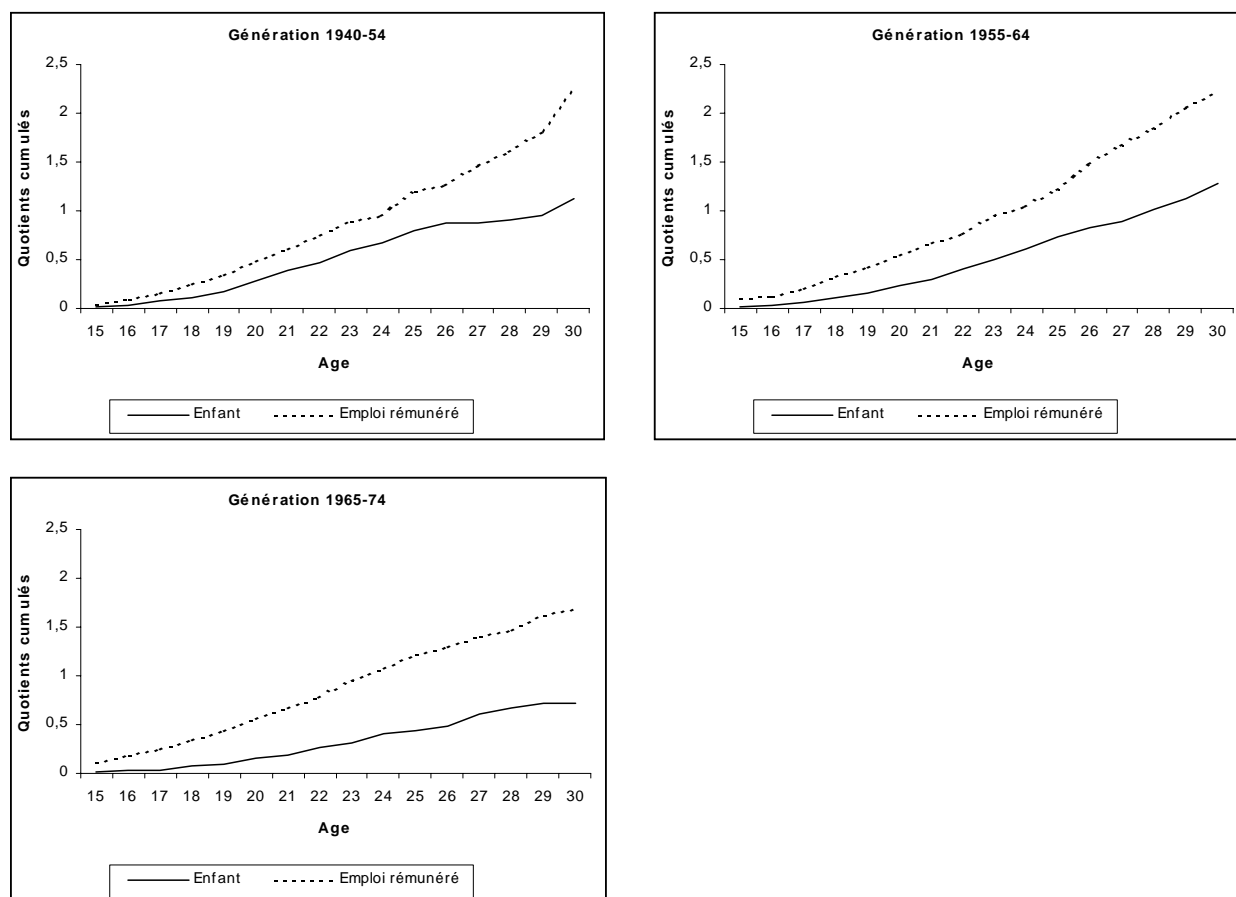 Génération 1940-54
Quotients cumulés
2,5
2
1,5
1
0,5
0
15 16 17 18 19 20 21 22 23 24 25 26 27 28 29 30
Age
Enfant Emploi rémunéré
Génération 1955-64
Quotients cumulés
2,5
2
1,5
1
0,5
0
15 16 17 18 19 20 21 22 23 24 25 26 27 28 29 30
Age
Enfant Emploi rémunéré
Génération 1965-74
Quotients cumulés
2,5
2
1,5
1
0,5
0
15 16 17 18 19 20 21 22 23 24 25 26 27 28 29 30
Age
Enfant Emploi rémunéré